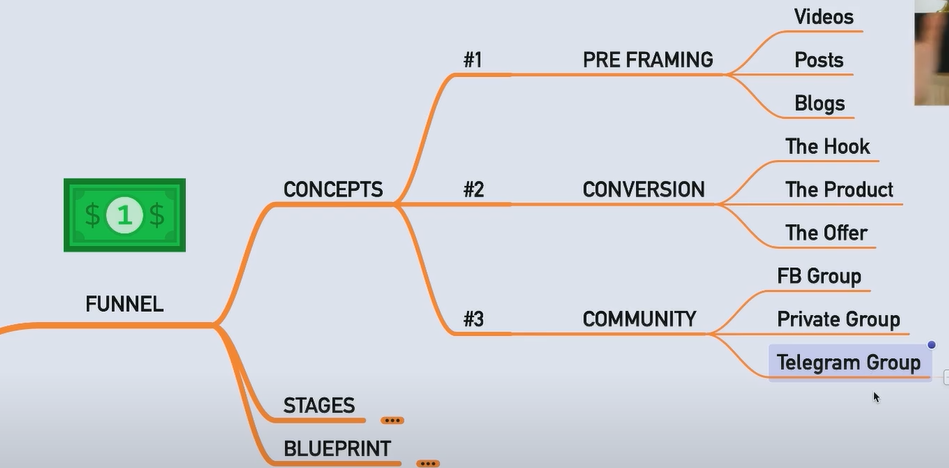 Videos
#1 PRE FRAMING Posts
Blogs
The Hook
CONCEPTS #2 CONVERSION The Product
The Offer
$ 1 $
FUNNEL
FB Group
#3 COMMUNITY Private Group
Telegram Group
STAGES
BLUEPRINT